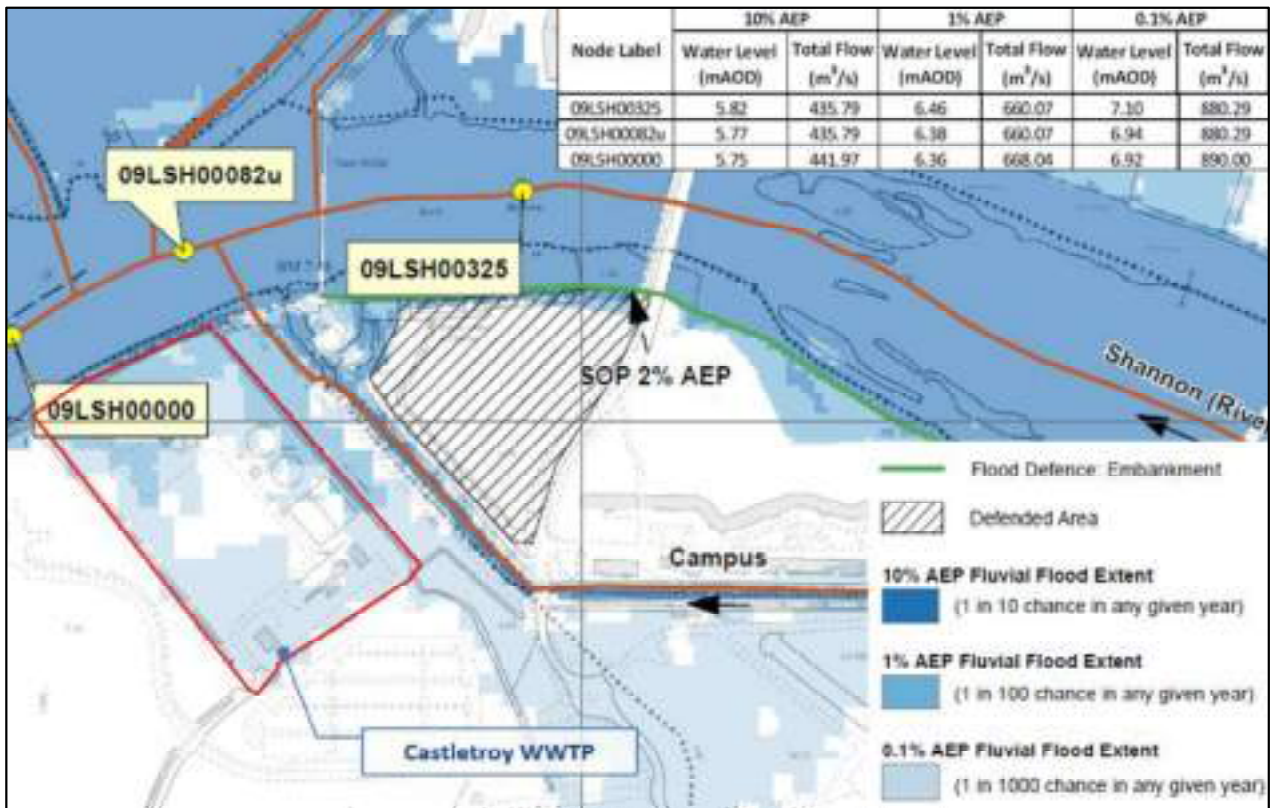 10% AEP 1% AEP 0.1% AEP
Node Label Water Level (mAOD) Total Flow (m³/s) Water Level (mAOD) Total Flow (m³/s) Water Level (mAOD) Total Flow (m³/s)
09LSH00325 5.82 435.79 6.46 660.07 7.10 880.29
09LSH00082u 5.77 435.79 6.38 660.07 6.94 880.29
09LSH00000 5.75 441.97 6.36 668.04 6.92 890.00
09LSH00082u
09LSH00325
SOP 2% AEP
09LSH00000
Shannon (Rive
Campus
Castletroy WWTP
Flood Defence: Embankment
Defended Area
10% AEP Fluvial Flood Extent
(1 in 10 chance in any given year)
1% AEP Fluvial Flood Extent
(1 in 100 chance in any given year)
0.1% AEP Fluvial Flood Extent
(1 in 1000 chance in any given year)